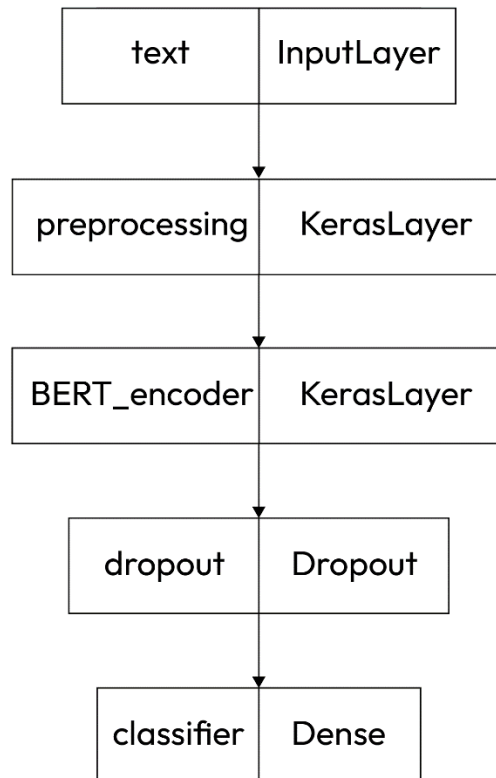 text InputLayer
preprocessing KerasLayer
BERT_encoder KerasLayer
dropout Dropout
classifier Dense